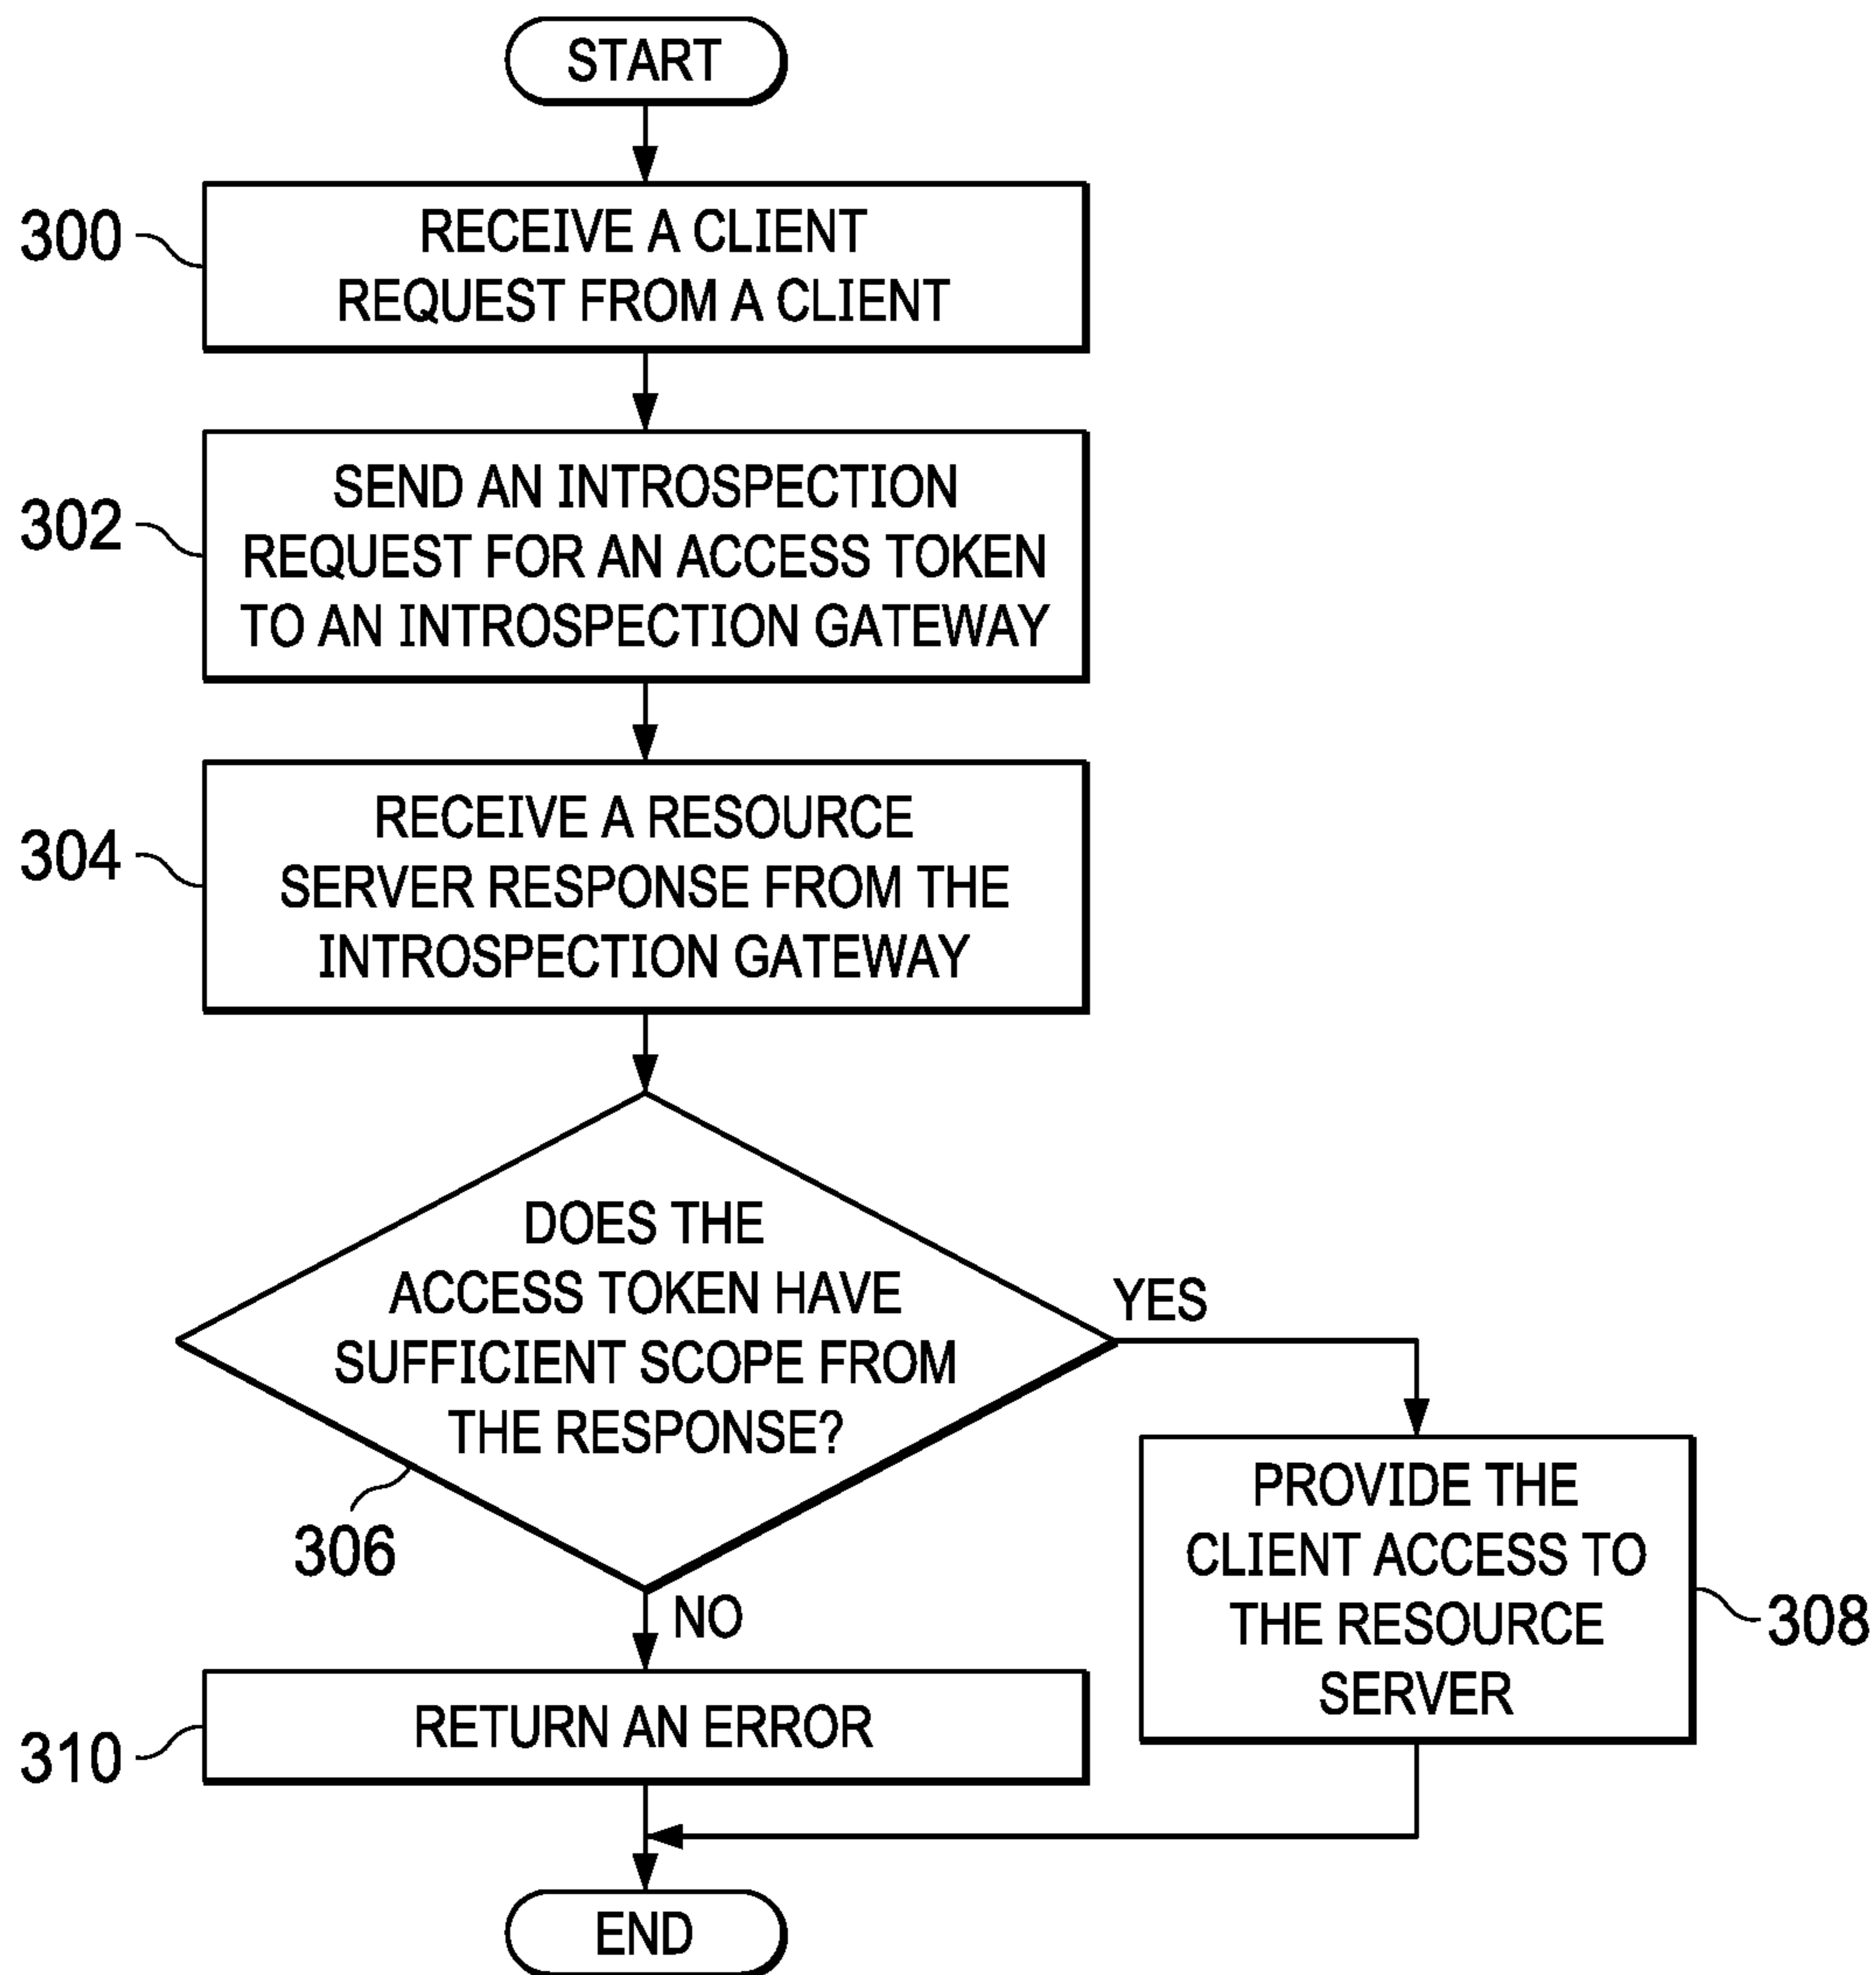 START
300
RECEIVE A CLIENT
REQUEST FROM A CLIENT
302
SEND AN INTROSPECTION
REQUEST FOR AN ACCESS TOKEN
TO AN INTROSPECTION GATEWAY
304
RECEIVE A RESOURCE
SERVER RESPONSE FROM THE
INTROSPECTION GATEWAY
DOES THE
ACCESS TOKEN HAVE
SUFFICIENT SCOPE FROM
THE RESPONSE?
306
YES
PROVIDE THE
CLIENT ACCESS TO
THE RESOURCE
SERVER
308
NO
310
RETURN AN ERROR
END